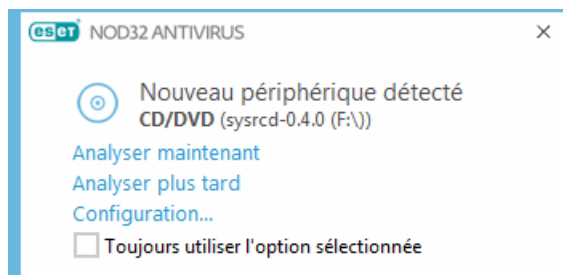 eset NOD32 ANTIVIRUS
Nouveau périphérique détecté
CD/DVD (sysrcd-0.4.0 (F:\))
Analyser maintenant
Analyser plus tard
Configuration...
Toujours utiliser l'option sélectionnée